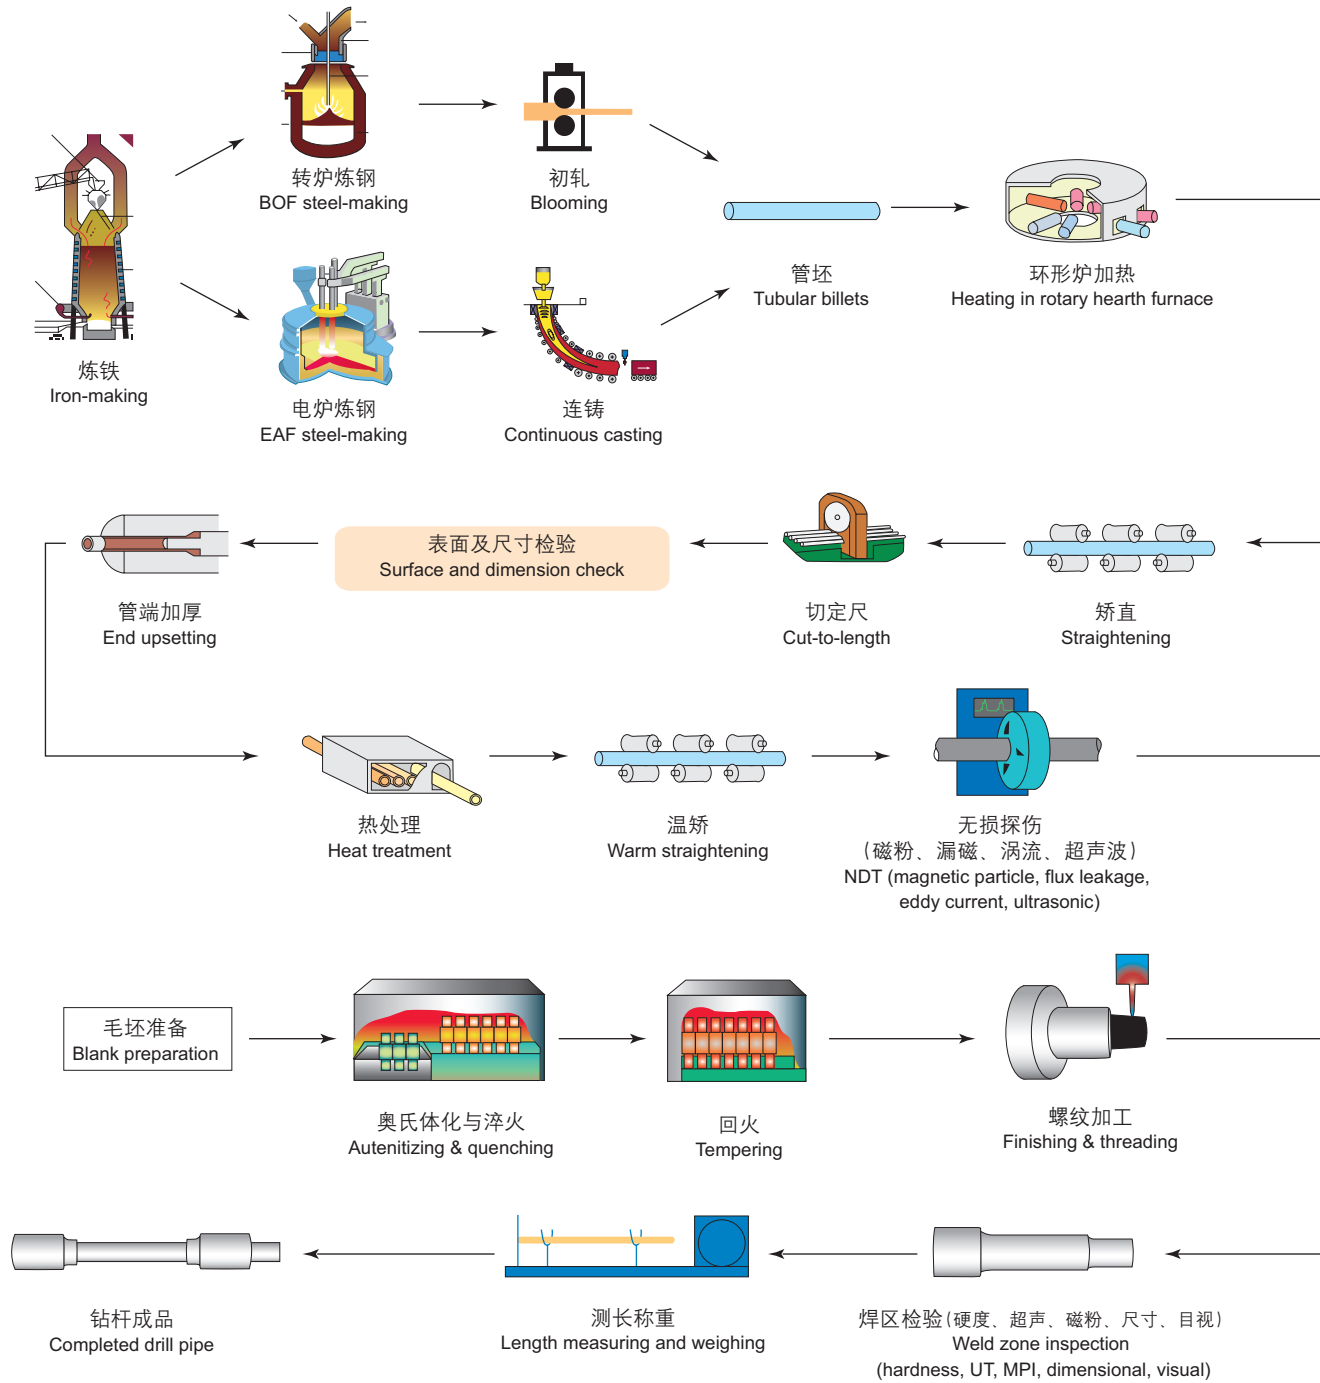 转炉炼钢
BOF steel-making
初轧
Blooming
炼铁
Iron-making
管坯
Tubular billets
环形炉加热
Heating in rotary hearth furnace
电炉炼钢
EAF steel-making
连铸
Continuous casting
管端加厚
End upsetting
表面及尺寸检验
Surface and dimension check
切定尺
Cut-to-length
矫直
Straightening
热处理
Heat treatment
温矫
Warm straightening
无损探伤
(磁粉、漏磁、涡流、超声波)
NDT (magnetic particle, flux leakage,
eddy current, ultrasonic)
毛坯准备
Blank preparation
奥氏体化与淬火
Autenitizing & quenching
回火
Tempering
螺纹加工
Finishing & threading
钻杆成品
Completed drill pipe
测长称重
Length measuring and weighing
焊区检验(硬度、超声、磁粉、尺寸、目视)
Weld zone inspection
(hardness, UT, MPI, dimensional, visual)